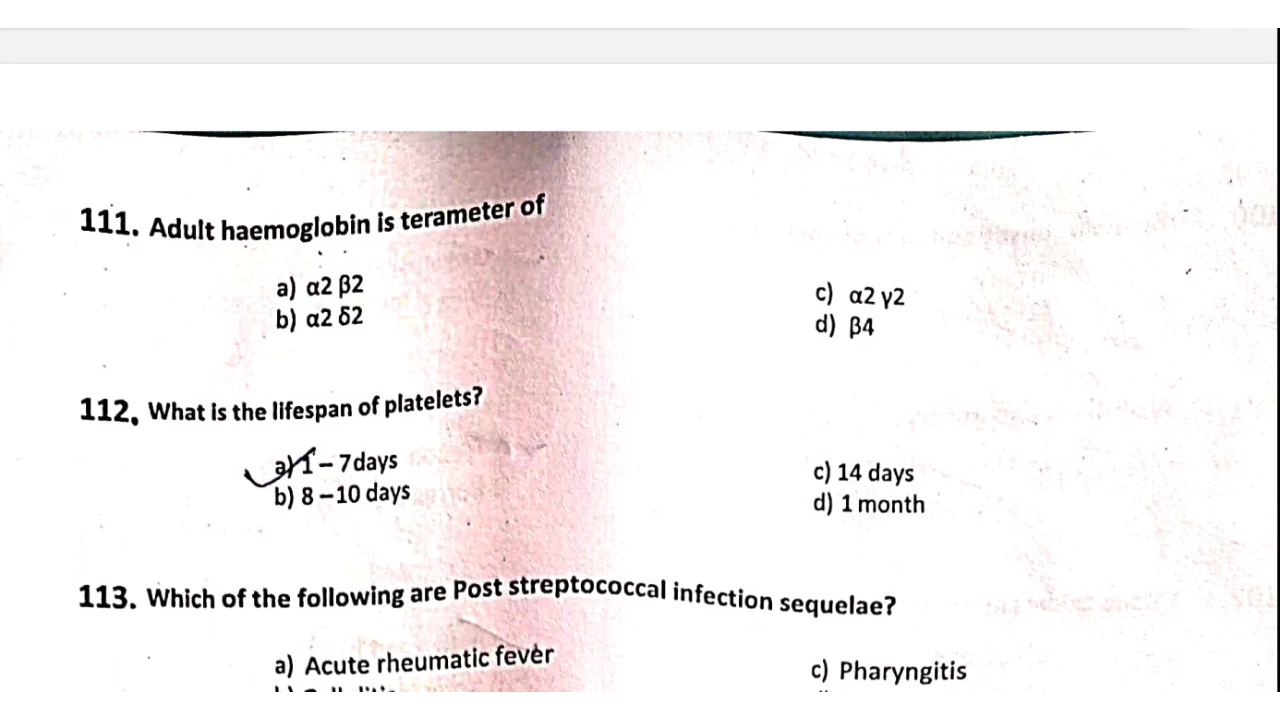 111. Adult haemoglobin is terameter of
a) α2 β2
b) α2 δ2
c) α2 γ2
d) β4
112. What is the lifespan of platelets?
a) 1 – 7days
b) 8 – 10 days
c) 14 days
d) 1 month
113. Which of the following are Post streptococcal infection sequelae?
a) Acute rheumatic fever
c) Pharyngitis